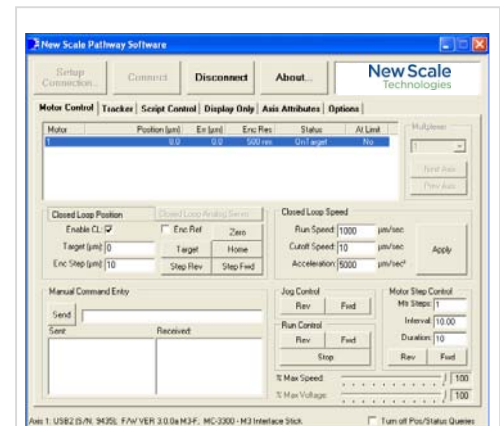 New Scale Pathway Software
Setup Connection... Connect Disconnect About... New Scale Technologies
Motor Control Tracker Script Control Display Only Axis Attributes Options
Motor Position (µm) Err (µm) Enc Res Status At Limit
1 0.0 0.0 500 nm OnTarget No
Multiplexer
1
Next Axis
Prev Axis
Closed Loop Position Closed Loop Analog Servo
Enable CL: Enc Ref Zero
Target (µm): 0 Target Home
Enc Step (µm): 10 Step Rev Step Fwd
Closed Loop Speed
Run Speed: 1000 µm/sec
Cutoff Speed: 10 µm/sec
Acceleration: 5000 µm/sec²
Apply
Manual Command Entry
Send
Sent: Received:
Jog Control
Rev Fwd
Run Control
Rev Fwd
Stop
Motor Step Control
Mtr Steps: 1
Interval: 10.00
Duration: 10
Rev Fwd
% Max Speed: 100
% Max Voltage: 100
Axis 1: USB2 (S/N. 9435), F/W VER 3.0.0a M3-F, MC-3300 - M3 Interface Stick. Turn off Pos/Status Queries